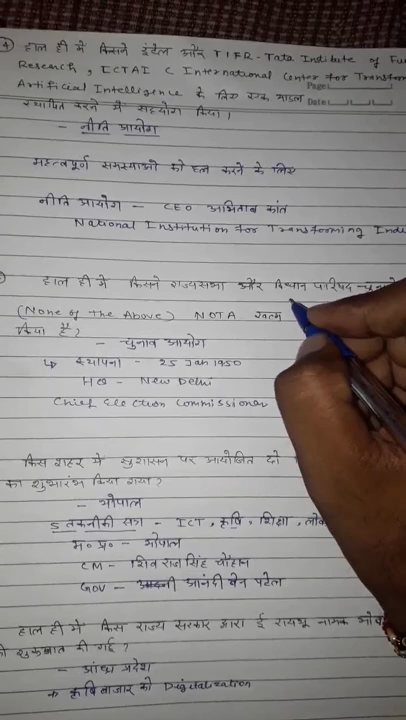 4) हाल ही में किसने इंटेल और TIFR - Tata Institute of Fun
Research, ICTAI ( International Center for Transform
Page:
Artificial Intelligence के लिए एक माडल
Date:
स्थापित करने में सहयोग किया।
- नीति आयोग
महत्वपूर्ण समस्याओं को हल करने के लिए
नीति आयोग - CEO अमिताब कांत
National Institution for Transforming Indi
हाल ही में किसने राज्यसभा और विधान परिषद चुनावो
(None of the Above) NOTA खत्म
किया है?
- चुनाव आयोग
↳ स्थापना - 25 Jan 1950
HQ - New Delhi
Chief Election Commissioner
किस शहर में सुशासन पर आयोजित दो
का शुभारंभ किया गया?
- भोपाल
5 तकनीकी सत्र - ICT, कृषि, शिक्षा, लोक
म० प्र० - भोपाल
CM - शिव राज सिंह चौहान
GOV - आनंदी बेन पटेल
हाल ही में किस राज्य सरकार द्वारा ई रायथू नामक
की शुरुआत की गई?
- आंध्र प्रदेश
कृषि बाजार को Digitalization